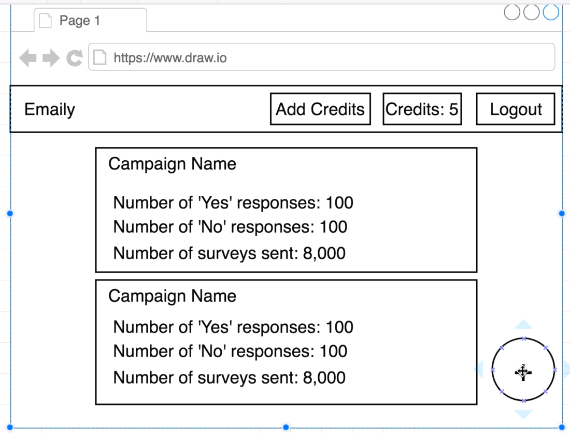 Page 1
https://www.draw.io
Emaily
Add Credits
Credits: 5
Logout
Campaign Name
Number of 'Yes' responses: 100
Number of 'No' responses: 100
Number of surveys sent: 8,000
Campaign Name
Number of 'Yes' responses: 100
Number of 'No' responses: 100
Number of surveys sent: 8,000